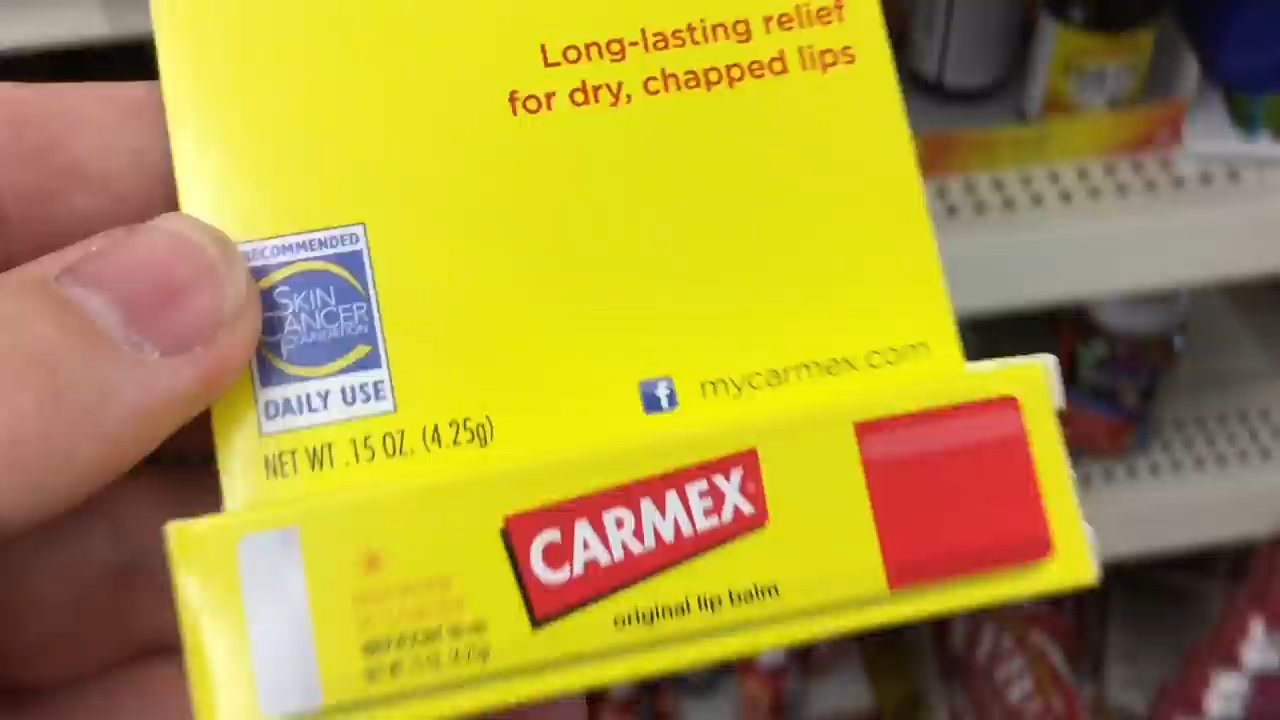 Long-lasting relief
for dry, chapped lips
RECOMMENDED
SKIN
CANCER
FOUNDATION
DAILY USE
f mycarmex.com
NET WT .15 OZ. (4.25g)
CARMEX
original lip balm